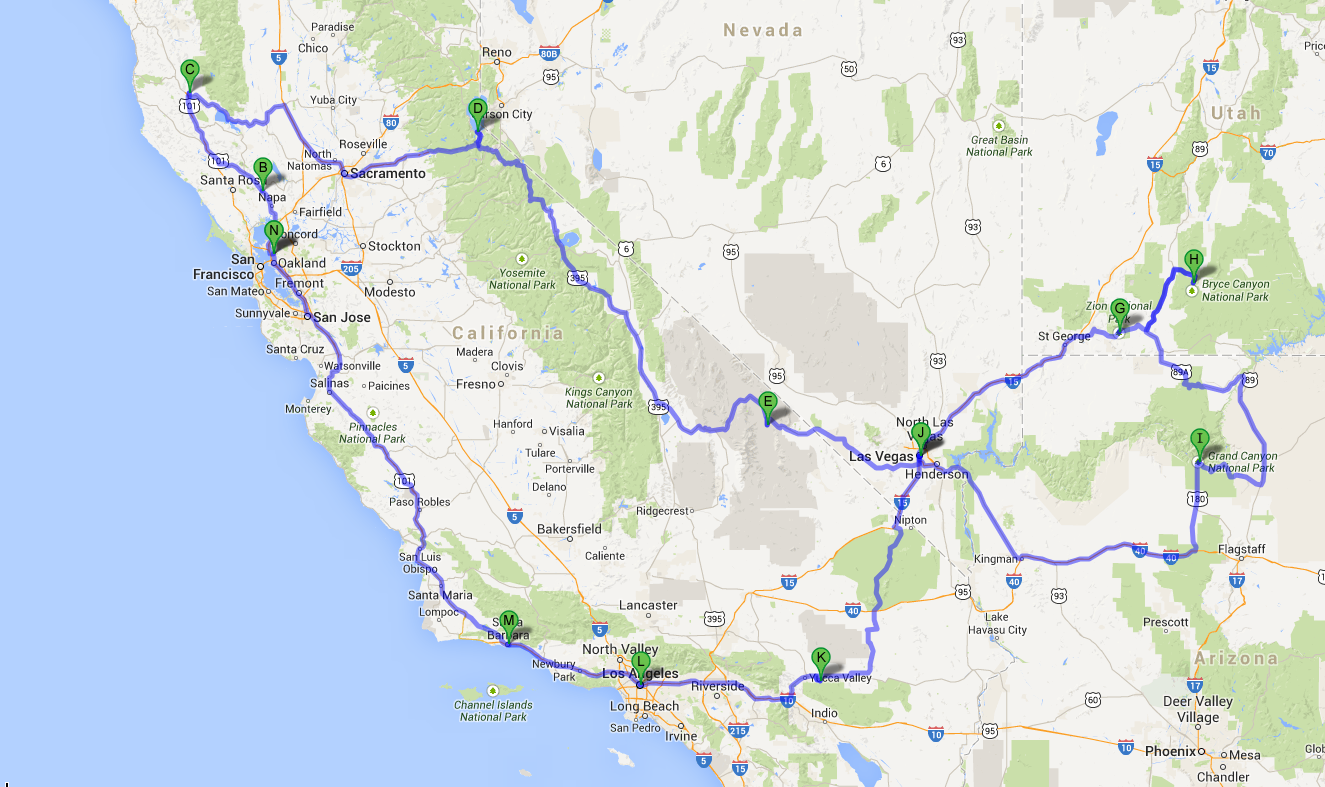 Paradise
Chico
Nevada
Reno
80B
95
93
50
15
Price
C
5
101
Yuba City
80
D
rson City
Utah
Great Basin
National Park
89
70
15
6
Roseville
North
Natomas
Sacramento
101
B
Santa Ros
Napa
Fairfield
93
N
oncord
Stockton
Oakland
San
Francisco
205
Fremont
San Mateo
Modesto
6
95
Yosemite
National Park
395
H
Bryce Canyon
National Park
Sunnyvale
San Jose
California
G
Zion National
Park
St George
Santa Cruz
Madera
Watsonville
5
Clovis
Fresno
Salinas
Paicines
Monterey
Pinnacles
National Park
Kings Canyon
National Park
395
95
93
15
89A
89
E
Hanford
Visalia
Tulare
Porterville
Delano
North Las
Vegas
J
Las Vegas
Henderson
I
Grand Canyon
National Park
101
Paso Robles
180
Ridgecrest
5
15
Nipton
Bakersfield
Caliente
San Luis
Obispo
Kingman
40
40
Flagstaff
40
17
15
93
95
Santa Maria
Lompoc
Lancaster
395
40
Lake
Havasu City
Prescott
M
Barbara
5
North Valley
Newbury
Park
L
Los Angeles
K
Yucca Valley
Arizona
Riverside
10
Channel Islands
National Park
Long Beach
San Pedro
Irvine
Indio
60
17
Deer Valley
Village
215
95
10
10
5
15
Phoenix
Mesa
Chandler
Glob